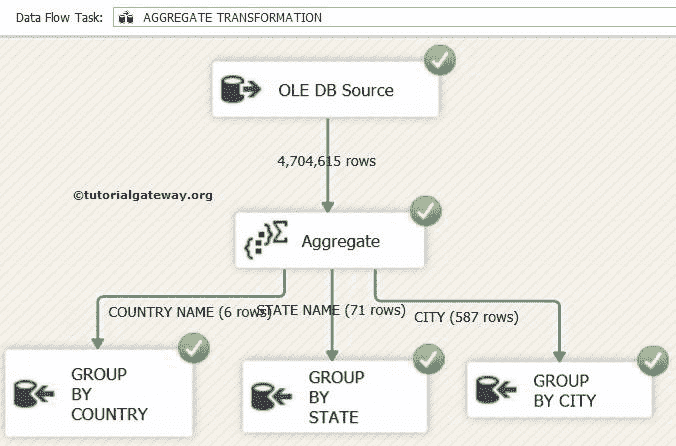 Data Flow Task:
AGGREGATE TRANSFORMATION
OLE DB Source
4,704,615 rows
©tutorialgateway.org
Aggregate
COUNTRY NAME (6 rows)
STATE NAME (71 rows)
CITY (587 rows)
GROUP
BY
COUNTRY
GROUP
BY
STATE
GROUP
BY CITY